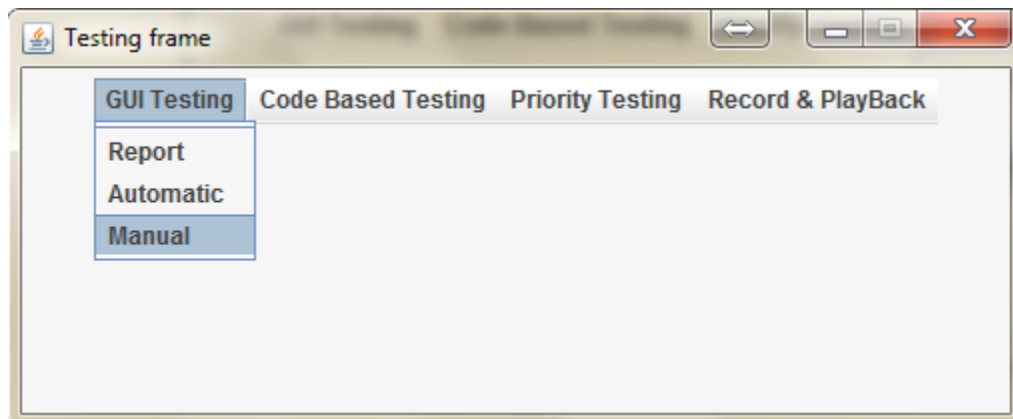 Testing frame
GUI Testing Code Based Testing Priority Testing Record & PlayBack
Report
Automatic
Manual